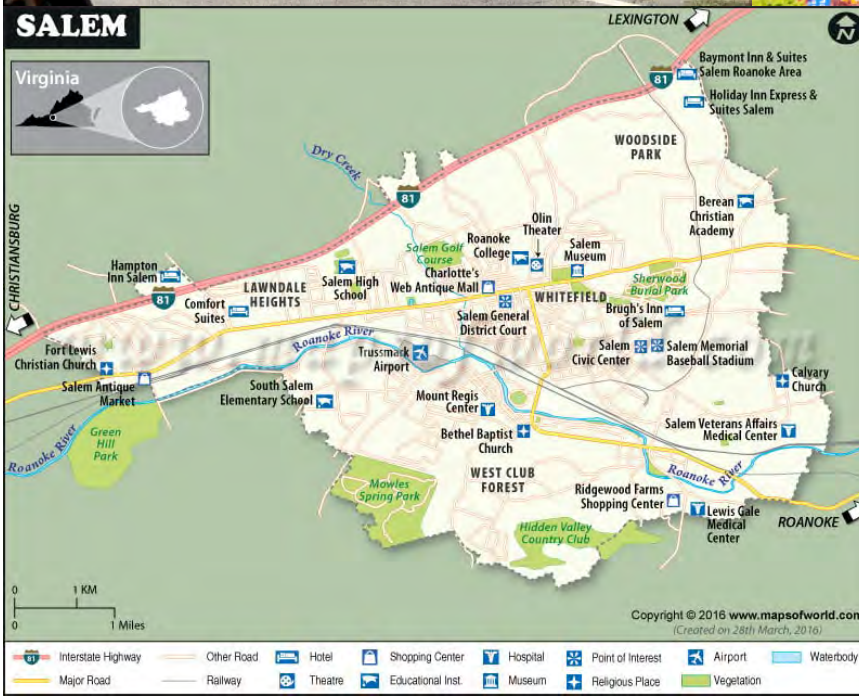 SALEM
LEXINGTON
N
Virginia
81
Baymont Inn & Suites
Salem Roanoke Area
Holiday Inn Express &
Suites Salem
WOODSIDE
PARK
Dry Creek
81
CHRISTIANSBURG
Berean
Christian
Academy
Olin
Theater
Roanoke
College
Salem
Museum
Salem Golf
Course
Hampton
Inn Salem
81
Comfort
Suites
LAWNDALE
HEIGHTS
Salem High
School
Charlotte's
Web Antique Mall
WHITEFIELD
Sherwood
Burial Park
Salem General
District Court
Brugh's Inn
of Salem
Roanoke River
Fort Lewis
Christian Church
Trussmark
Airport
Salem
Civic Center
Salem Memorial
Baseball Stadium
Salem Antique
Market
South Salem
Elementary School
Mount Regis
Center
Calvary
Church
Green
Hill
Park
Roanoke River
Bethel Baptist
Church
Salem Veterans Affairs
Medical Center
WEST CLUB
FOREST
Roanoke River
Mowles
Spring Park
Ridgewood Farms
Shopping Center
Hidden Valley
Country Club
Lewis Gale
Medical
Center
ROANOKE
0 1 KM
0 1 Miles
Copyright © 2016 www.mapsofworld.com
(Created on 28th March, 2016)
81 Interstate Highway Other Road Hotel Shopping Center Hospital Point of Interest Airport Waterbody
Major Road Railway Theatre Educational Inst. Museum Religious Place Vegetation